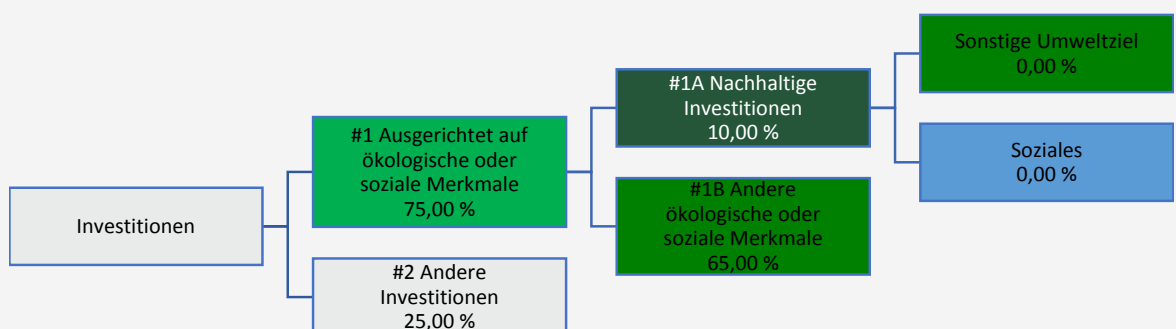 Investitionen
#1 Ausgerichtet auf
ökologische oder
soziale Merkmale
75,00 %
#2 Andere
Investitionen
25,00 %
#1A Nachhaltige
Investitionen
10,00 %
#1B Andere
ökologische oder
soziale Merkmale
65,00 %
Sonstige Umweltziel
0,00 %
Soziales
0,00 %